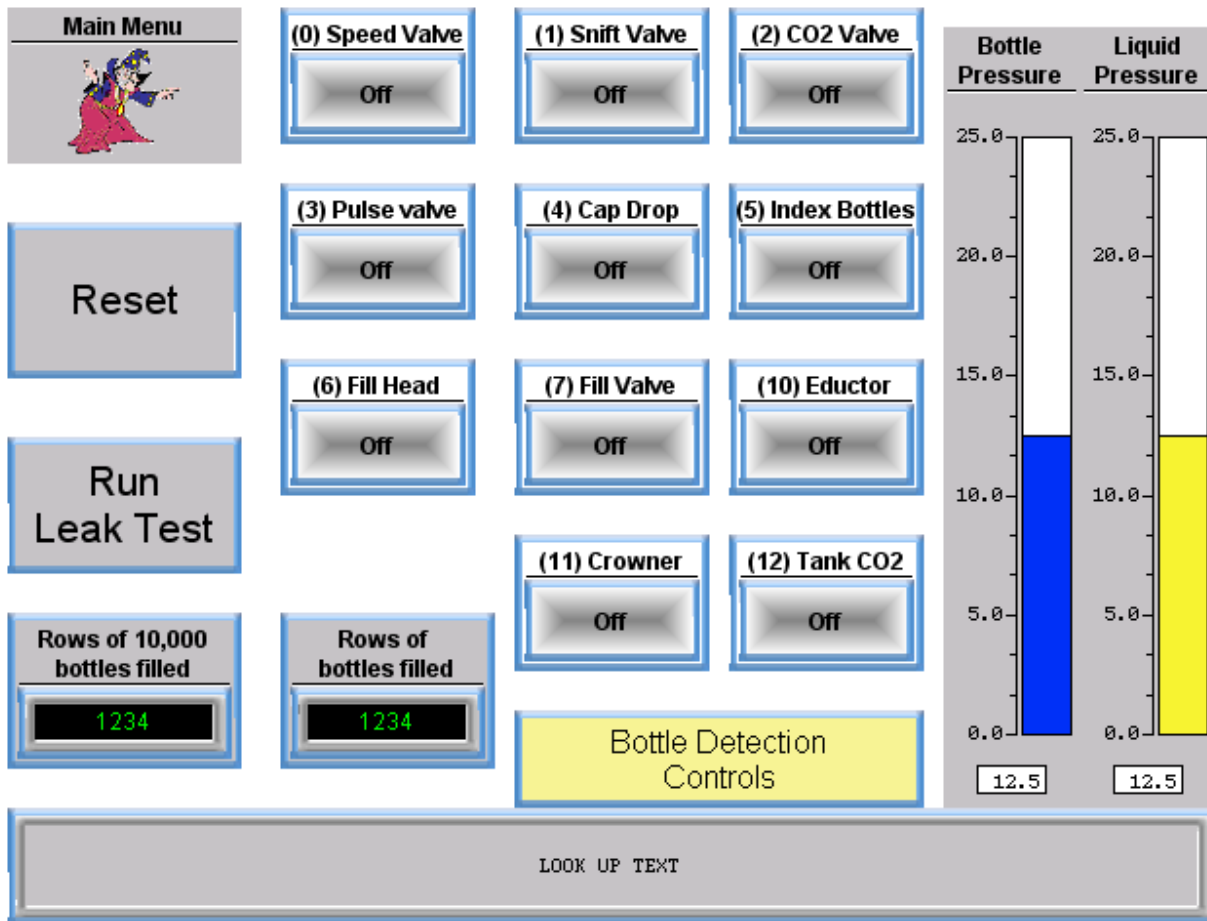 Main Menu
(0) Speed Valve
Off
(1) Snift Valve
Off
(2) CO2 Valve
Off
(3) Pulse valve
Off
(4) Cap Drop
Off
(5) Index Bottles
Off
Reset
(6) Fill Head
Off
(7) Fill Valve
Off
(10) Eductor
Off
Run
Leak Test
(11) Crowner
Off
(12) Tank CO2
Off
Rows of 10,000
bottles filled
1234
Rows of
bottles filled
1234
Bottle Detection
Controls
Bottle
Pressure
25.0
20.0
15.0
10.0
5.0
0.0
12.5
Liquid
Pressure
25.0
20.0
15.0
10.0
5.0
0.0
12.5
LOOK UP TEXT